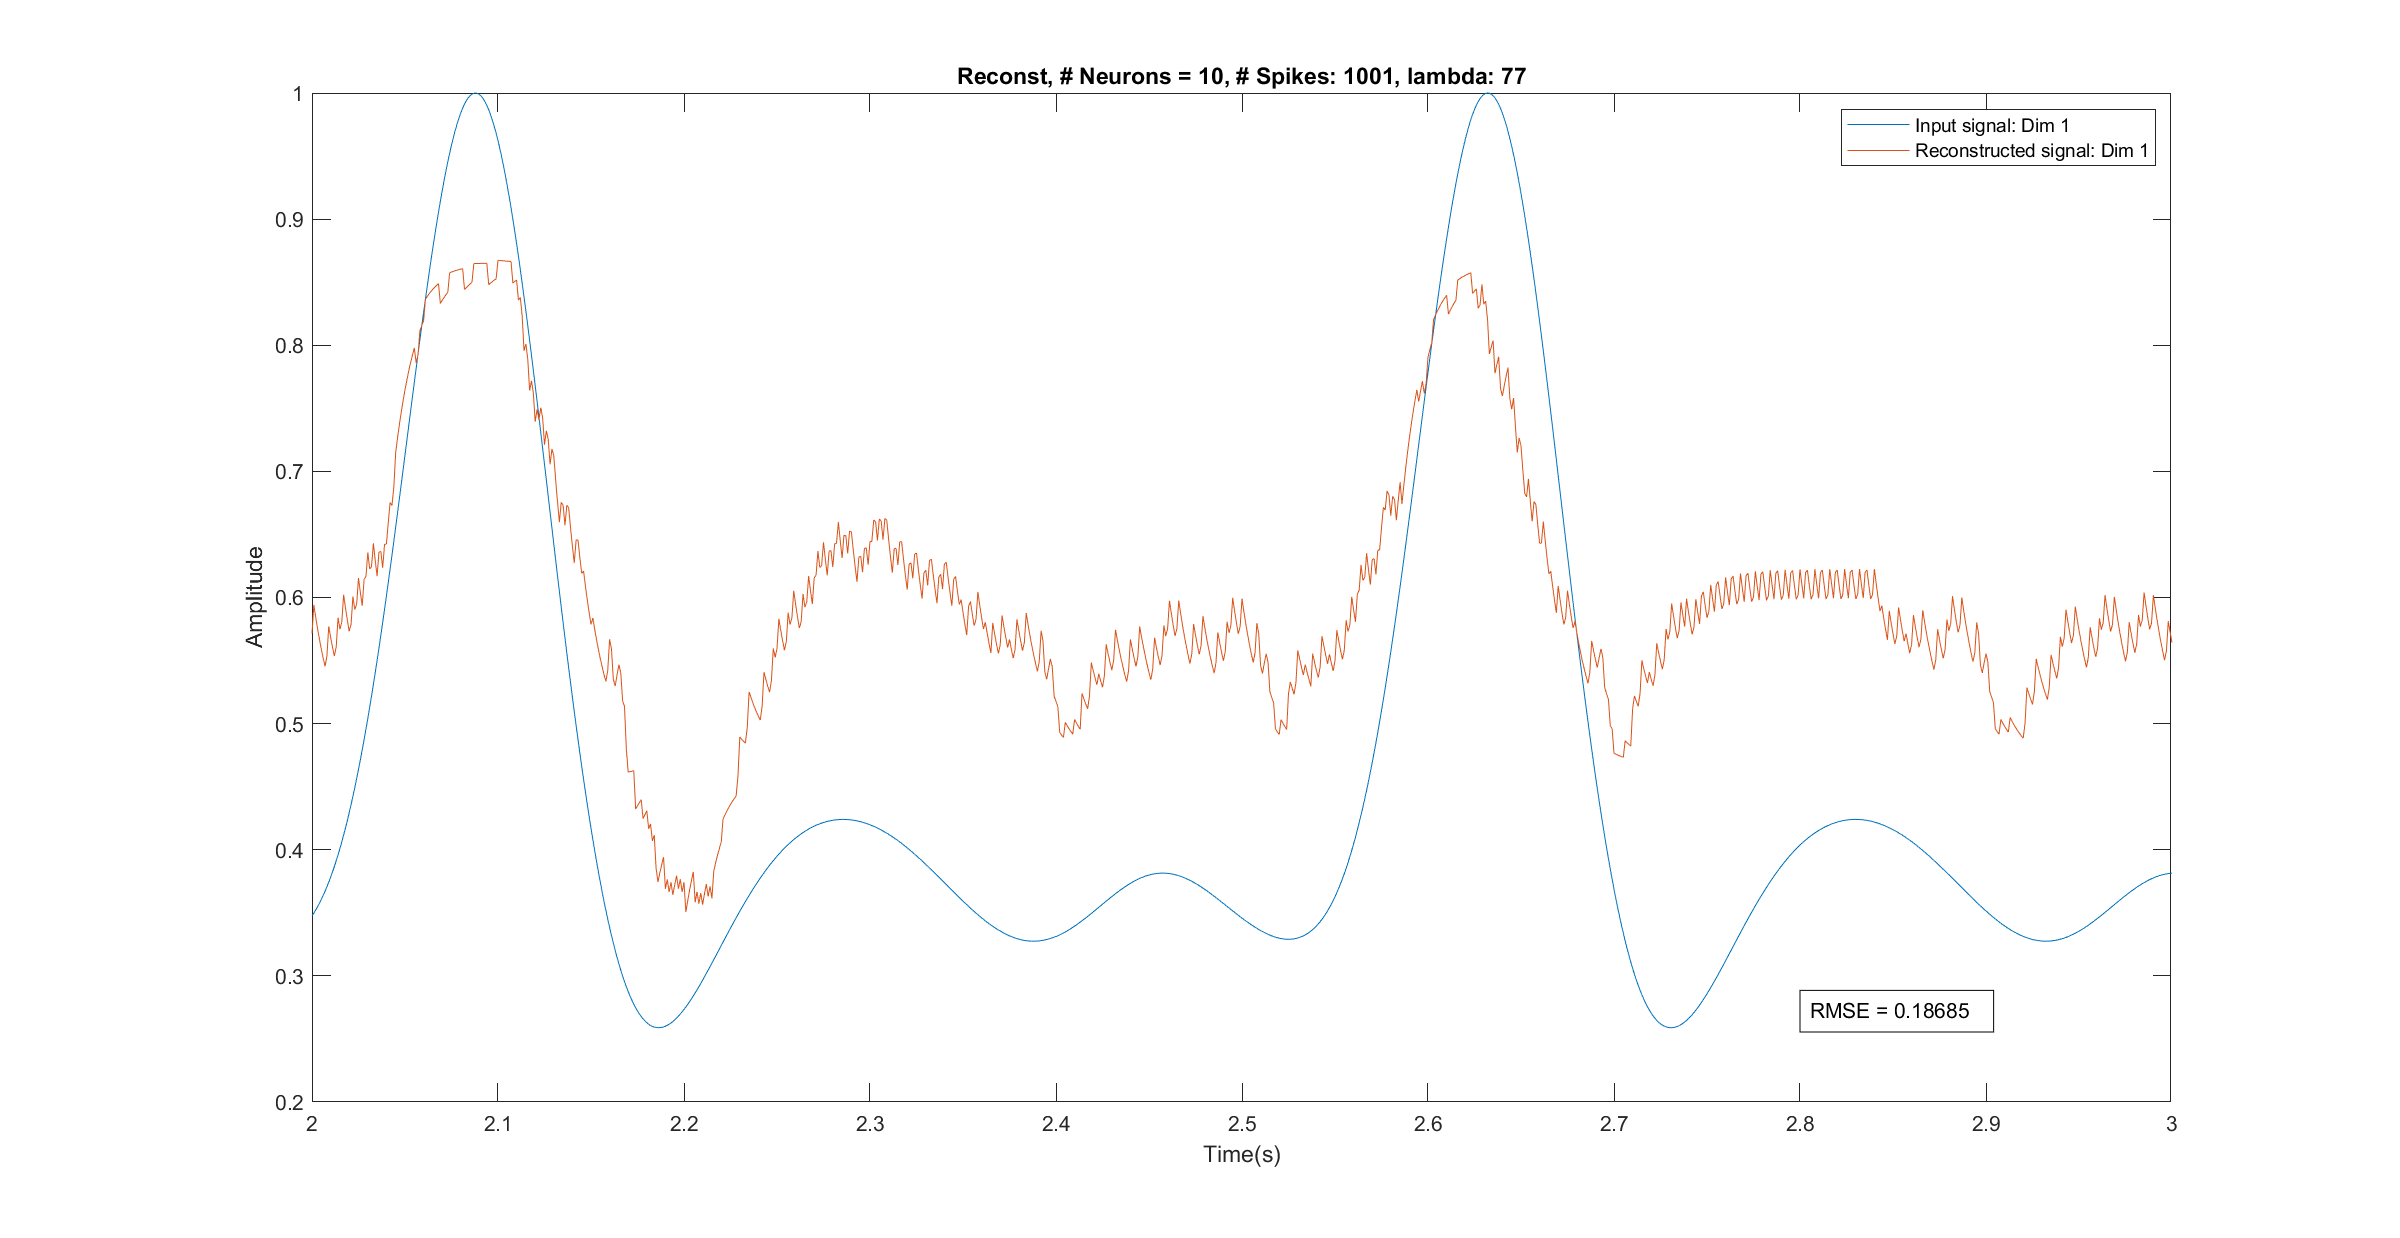 Reconst, # Neurons = 10, # Spikes: 1001, lambda: 77
Input signal: Dim 1
Reconstructed signal: Dim 1
1
0.9
0.8
0.7
0.6
0.5
0.4
0.3
0.2
Amplitude
RMSE = 0.18685
2 2.1 2.2 2.3 2.4 2.5 2.6 2.7 2.8 2.9 3
Time(s)